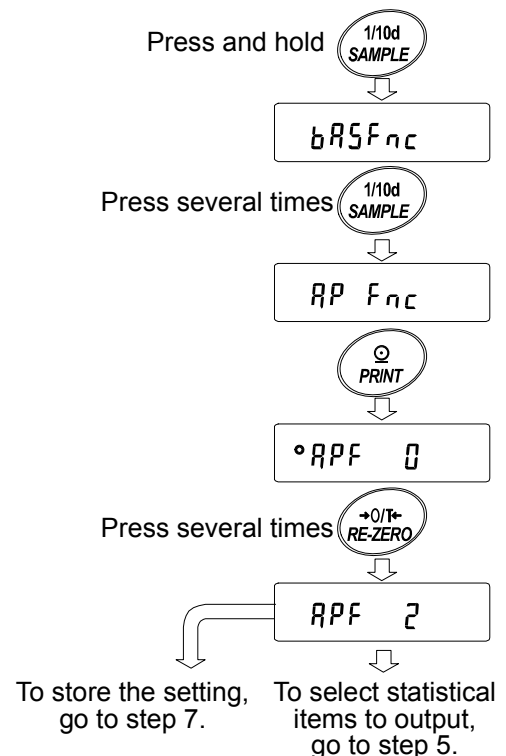 Press and hold
1/10d
SAMPLE
bASFnc
Press several times
1/10d
SAMPLE
AP Fnc
PRINT
APF 0
Press several times
→0/T←
RE-ZERO
APF 2
To store the setting,
go to step 7.
To select statistical
items to output,
go to step 5.